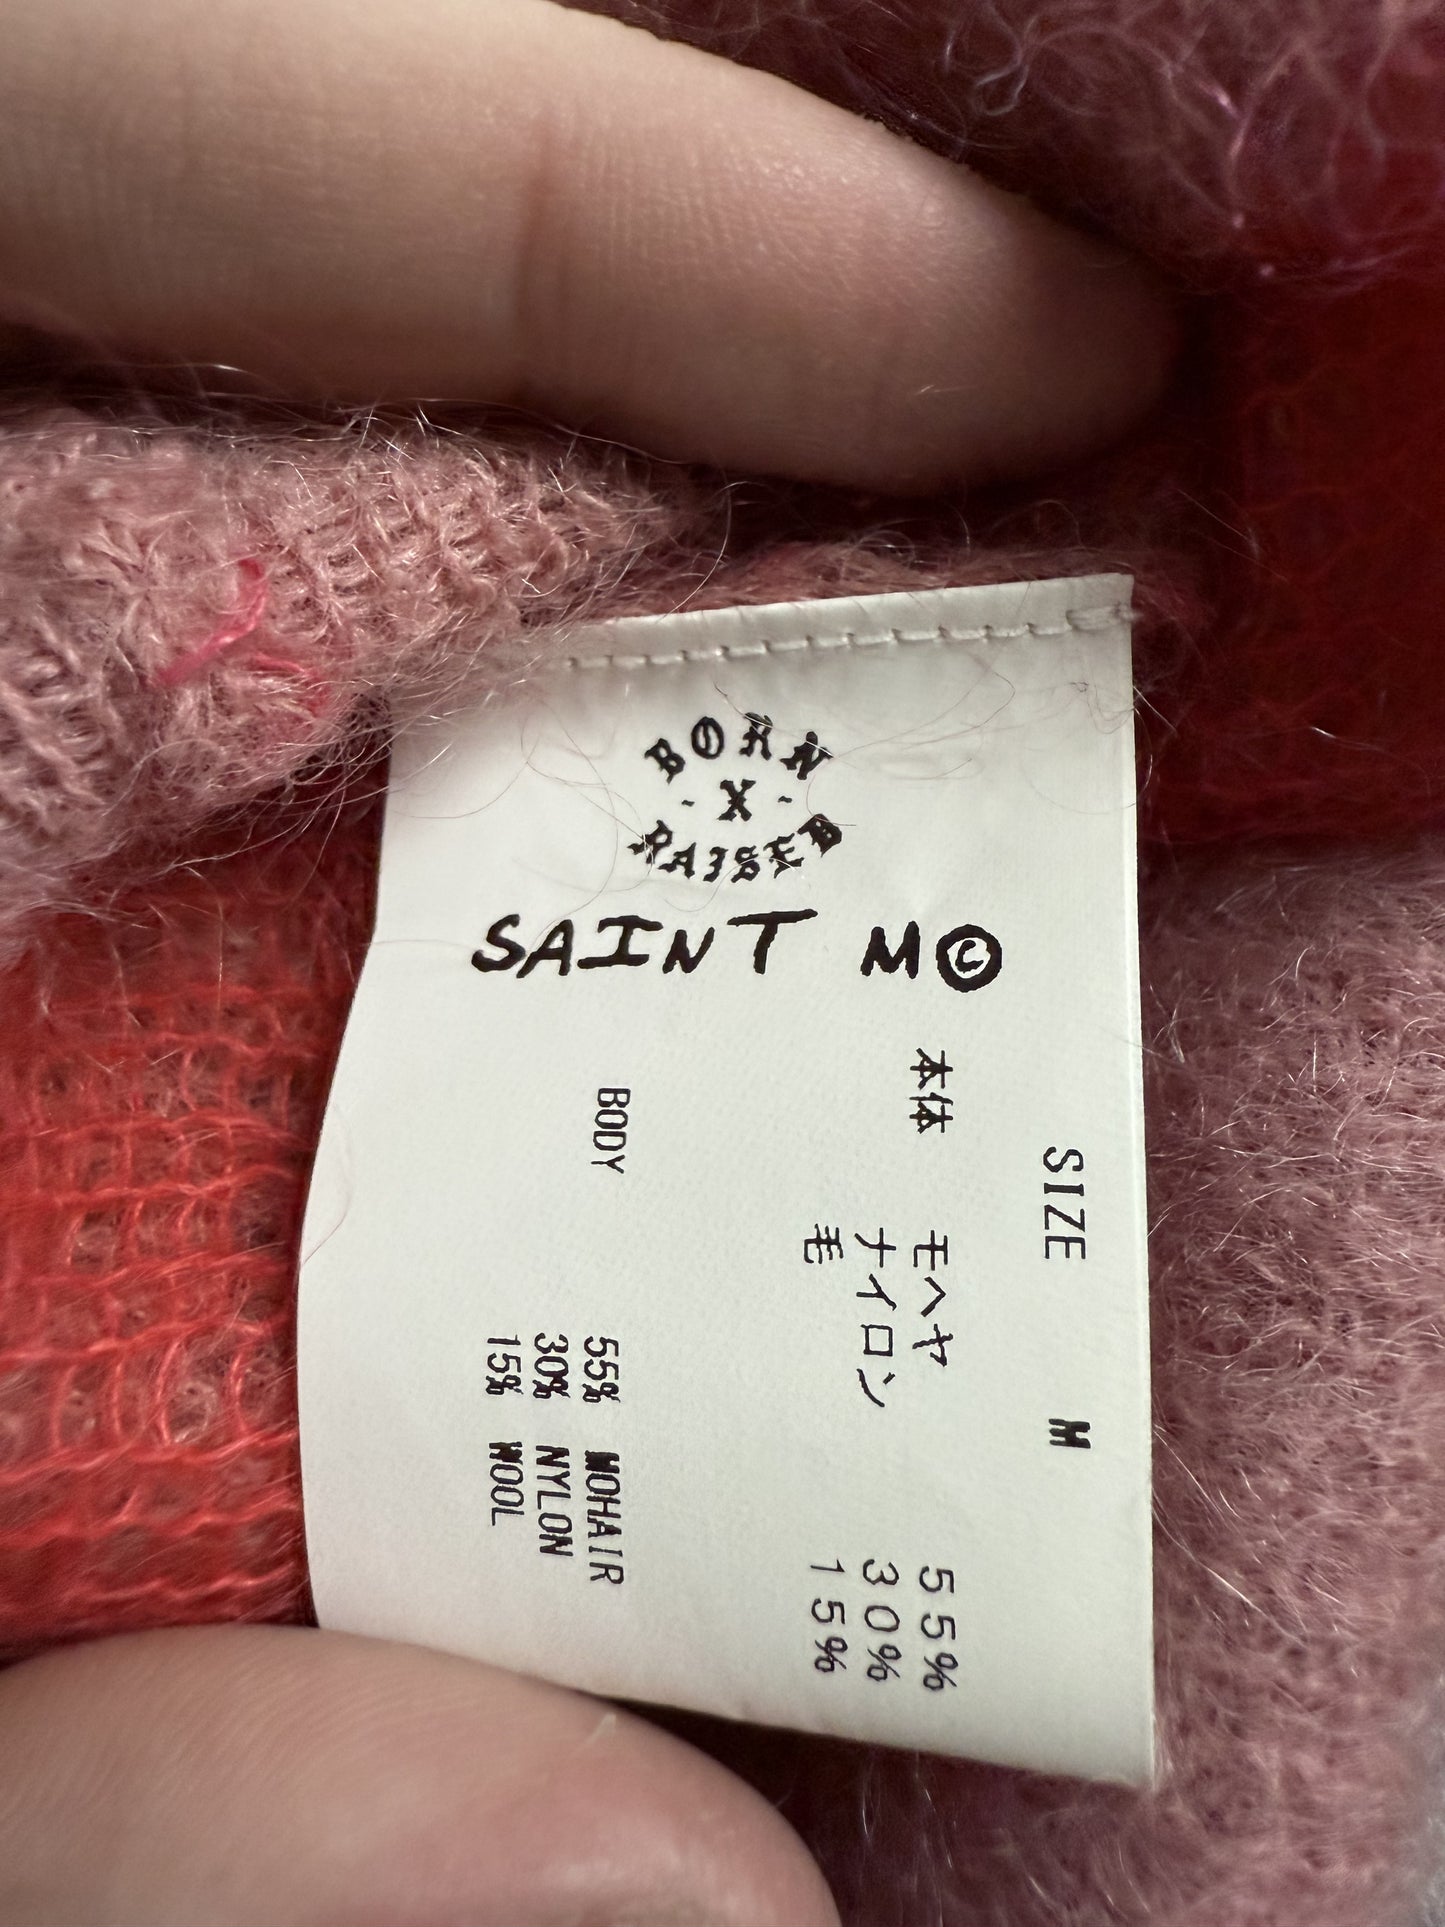 BORN
- X -
RAISED
SAINT M©
SIZE M
本体 モヘヤ 55%
ナイロン 30%
毛 15%
BODY 55% MOHAIR
30% NYLON
15% WOOL